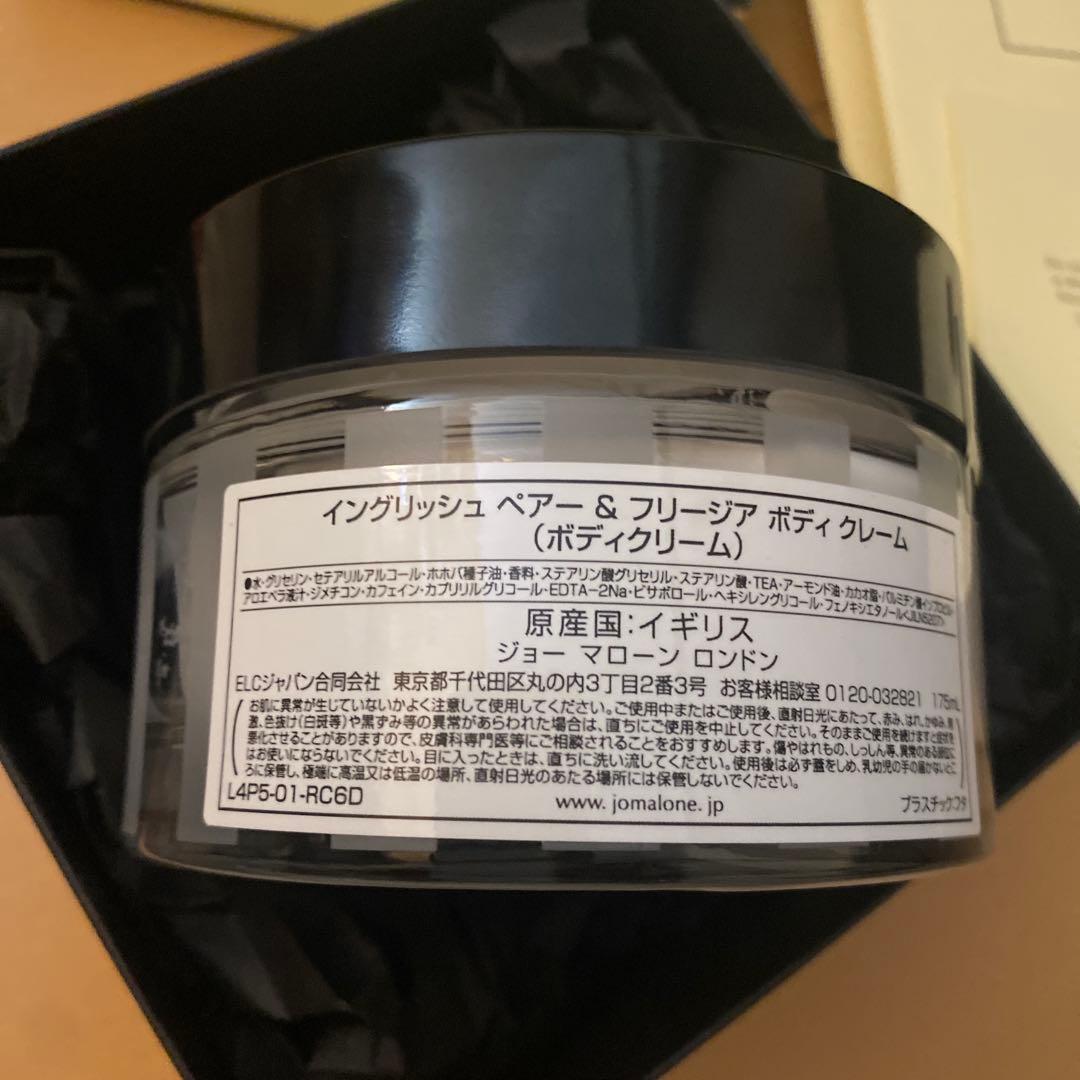 イングリッシュ ペアー & フリージア ボディ クレーム
（ボディクリーム）
●水・グリセリン・セテアリルアルコール・ホホバ種子油・香料・ステアリン酸グリセリル・ステアリン酸・TEA・アーモンド油・カカオ脂・パルミチン酸イソプロピル・
アロエベラ液汁・ジメチコン・カフェイン・カプリリルグリコール・EDTA-2Na・ビサボロール・ヘキシレングリコール・フェノキシエタノール<ILN52077>
原産国：イギリス
ジョー マローン ロンドン
ELCジャパン合同会社 東京都千代田区丸の内3丁目2番3号 お客様相談室 0120-032821 175mL
お肌に異常が生じていないかよく注意して使用してください。ご使用中またはご使用後、直射日光にあたって、赤み、はれ、かゆみ、刺
激、色抜け（白斑等）や黒ずみ等の異常があらわれた場合は、直ちにご使用を中止してください。そのままご使用を続けますと症状を
悪化させることがありますので、皮膚科専門医等にご相談されることをおすすめします。傷やはれもの、しっしん等、異常のある部位に
はお使いにならないでください。目に入ったときは、直ちに洗い流してください。使用後は必ず蓋をしめ、乳幼児の手の届かないとこ
ろに保管し、極端に高温又は低温の場所、直射日光のあたる場所には保管しないでください。
L4P5-01-RC6D
www. jomalone. jp
プラスチック：フタ